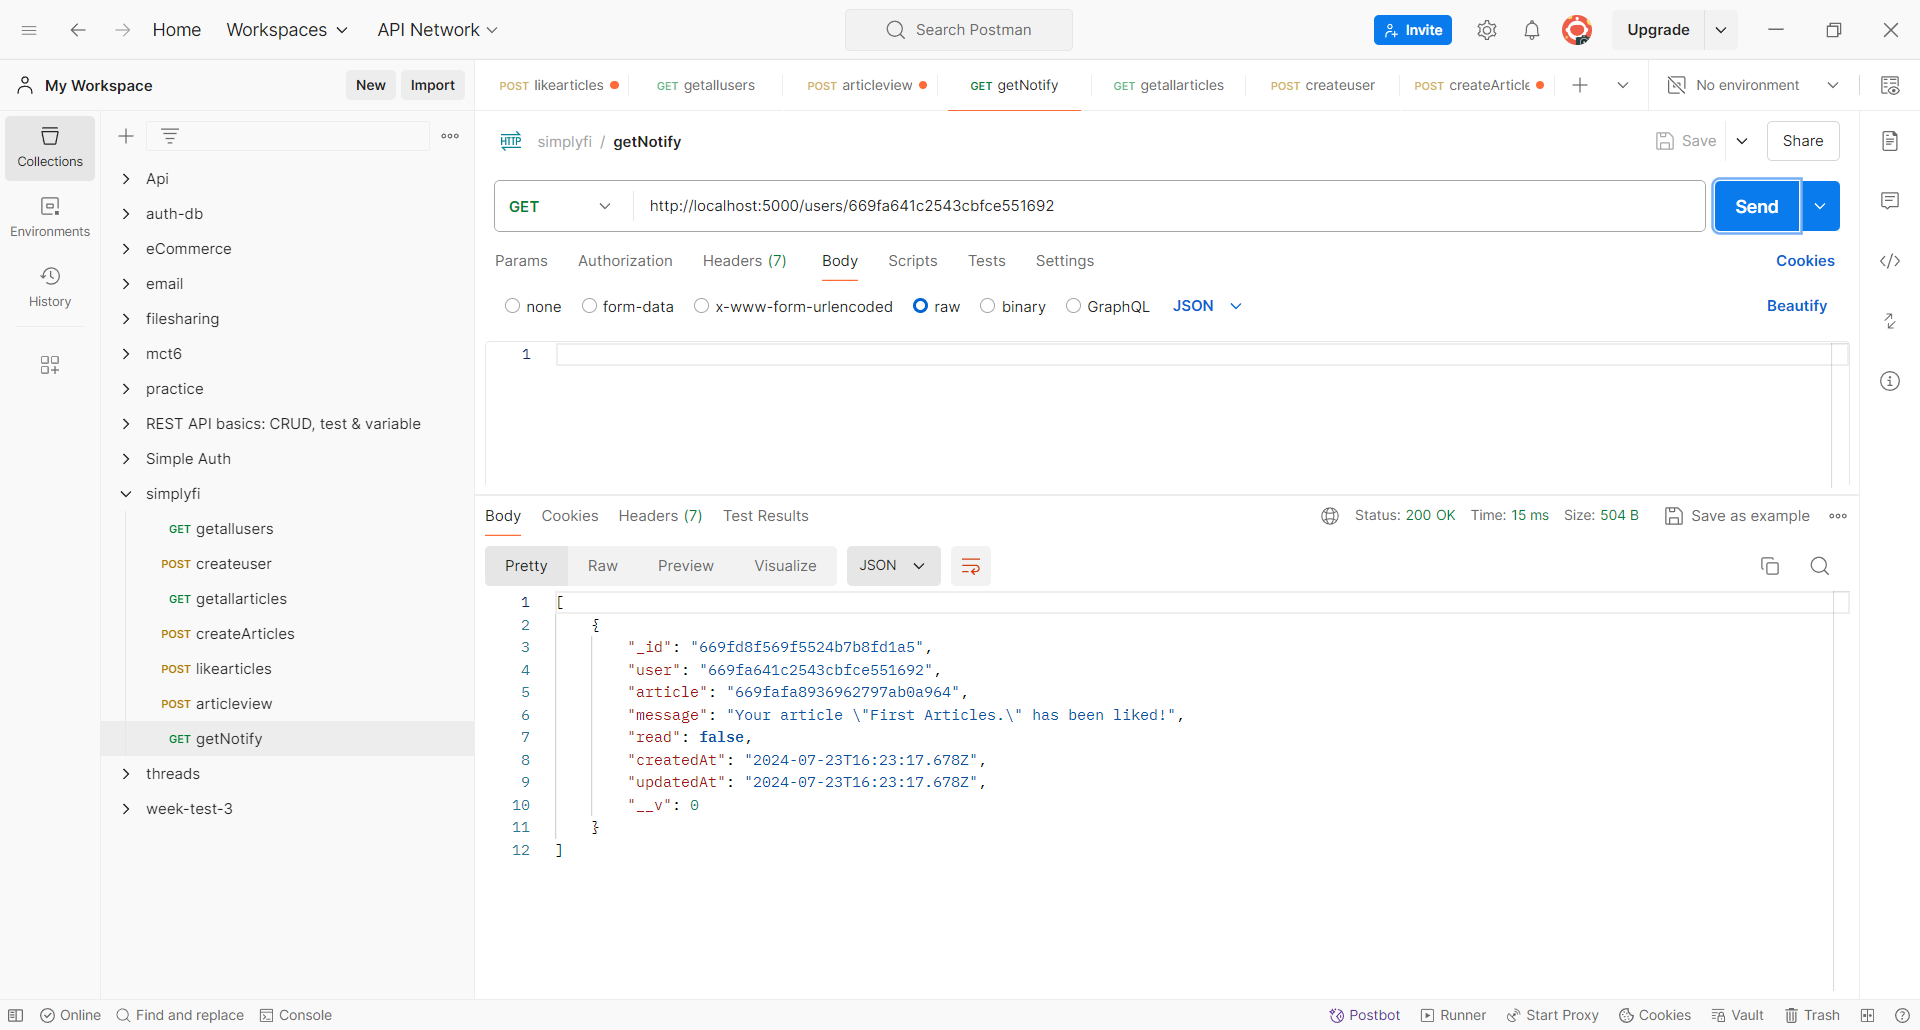 Home
Workspaces
API Network
Search Postman
Invite
Upgrade
My Workspace
New
Import
POST likearticles
GET getallusers
POST articleview
GET getNotify
GET getallarticles
POST createuser
POST createArticle
No environment
Collections
Environments
History
Api
auth-db
eCommerce
email
filesharing
mct6
practice
REST API basics: CRUD, test & variable
Simple Auth
simplyfi
GET getallusers
POST createuser
GET getallarticles
POST createArticles
POST likearticles
POST articleview
GET getNotify
threads
week-test-3
HTTP simplyfi / getNotify
Save
Share
GET
http://localhost:5000/users/669fa641c2543cbfce551692
Send
Params
Authorization
Headers (7)
Body
Scripts
Tests
Settings
Cookies
none
form-data
x-www-form-urlencoded
raw
binary
GraphQL
JSON
Beautify
1
Body
Cookies
Headers (7)
Test Results
Status: 200 OK
Time: 15 ms
Size: 504 B
Save as example
Pretty
Raw
Preview
Visualize
JSON
1 [
2 {
3 "_id": "669fd8f569f5524b7b8fd1a5",
4 "user": "669fa641c2543cbfce551692",
5 "article": "669fafa8936962797ab0a964",
6 "message": "Your article \"First Articles.\" has been liked!",
7 "read": false,
8 "createdAt": "2024-07-23T16:23:17.678Z",
9 "updatedAt": "2024-07-23T16:23:17.678Z",
10 "__v": 0
11 }
12 ]
Online
Find and replace
Console
Postbot
Runner
Start Proxy
Cookies
Vault
Trash